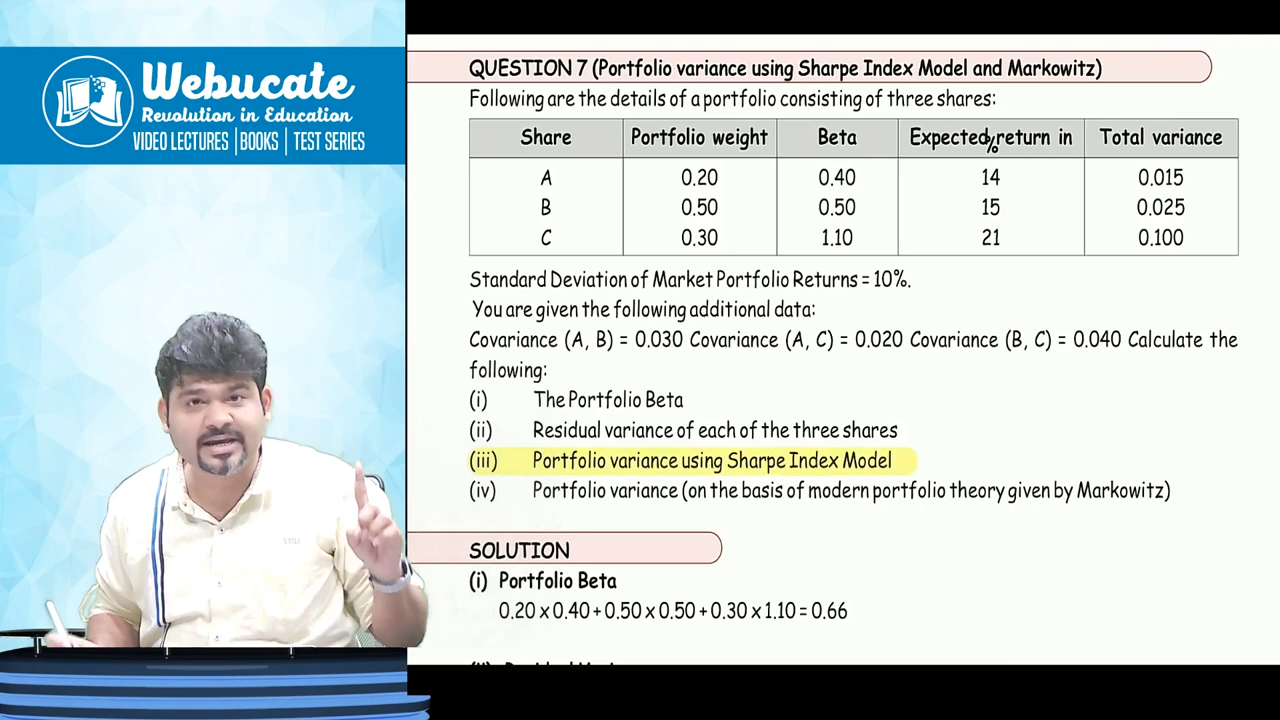 Webucate
Revolution in Education
VIDEO LECTURES | BOOKS | TEST SERIES
QUESTION 7 (Portfolio variance using Sharpe Index Model and Markowitz)
Following are the details of a portfolio consisting of three shares:
Share Portfolio weight Beta Expected return in % Total variance
A 0.20 0.40 14 0.015
B 0.50 0.50 15 0.025
C 0.30 1.10 21 0.100
Standard Deviation of Market Portfolio Returns = 10%.
You are given the following additional data:
Covariance (A, B) = 0.030 Covariance (A, C) = 0.020 Covariance (B, C) = 0.040 Calculate the
following:
(i) The Portfolio Beta
(ii) Residual variance of each of the three shares
(iii) Portfolio variance using Sharpe Index Model
(iv) Portfolio variance (on the basis of modern portfolio theory given by Markowitz)
SOLUTION
(i) Portfolio Beta
0.20 x 0.40 + 0.50 x 0.50 + 0.30 x 1.10 = 0.66